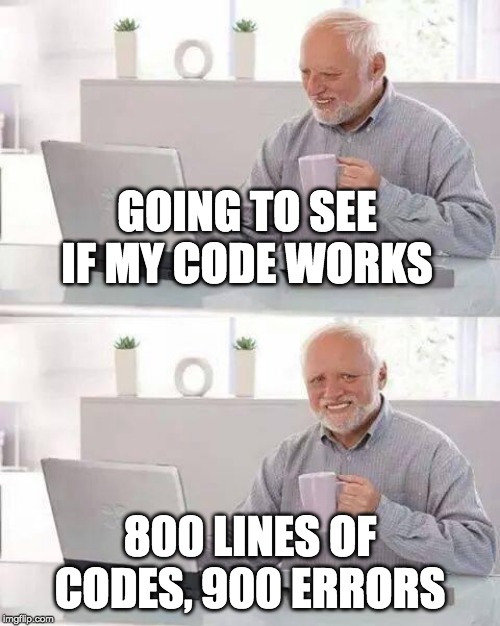 GOING TO SEE
IF MY CODE WORKS
800 LINES OF
CODES, 900 ERRORS
imgflip.com